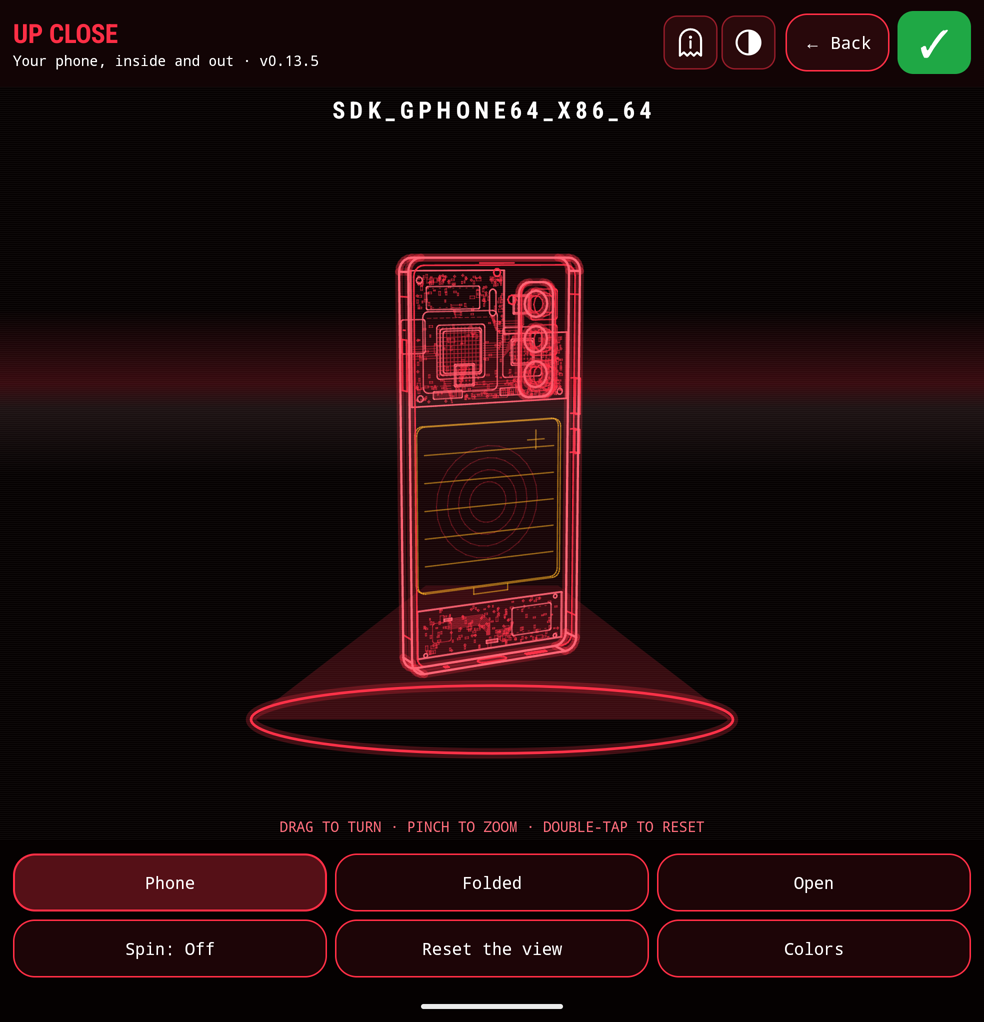 UP CLOSE
Your phone, inside and out · v0.13.5
← Back
SDK_GPHONE64_X86_64
DRAG TO TURN · PINCH TO ZOOM · DOUBLE-TAP TO RESET
Phone
Folded
Open
Spin: Off
Reset the view
Colors